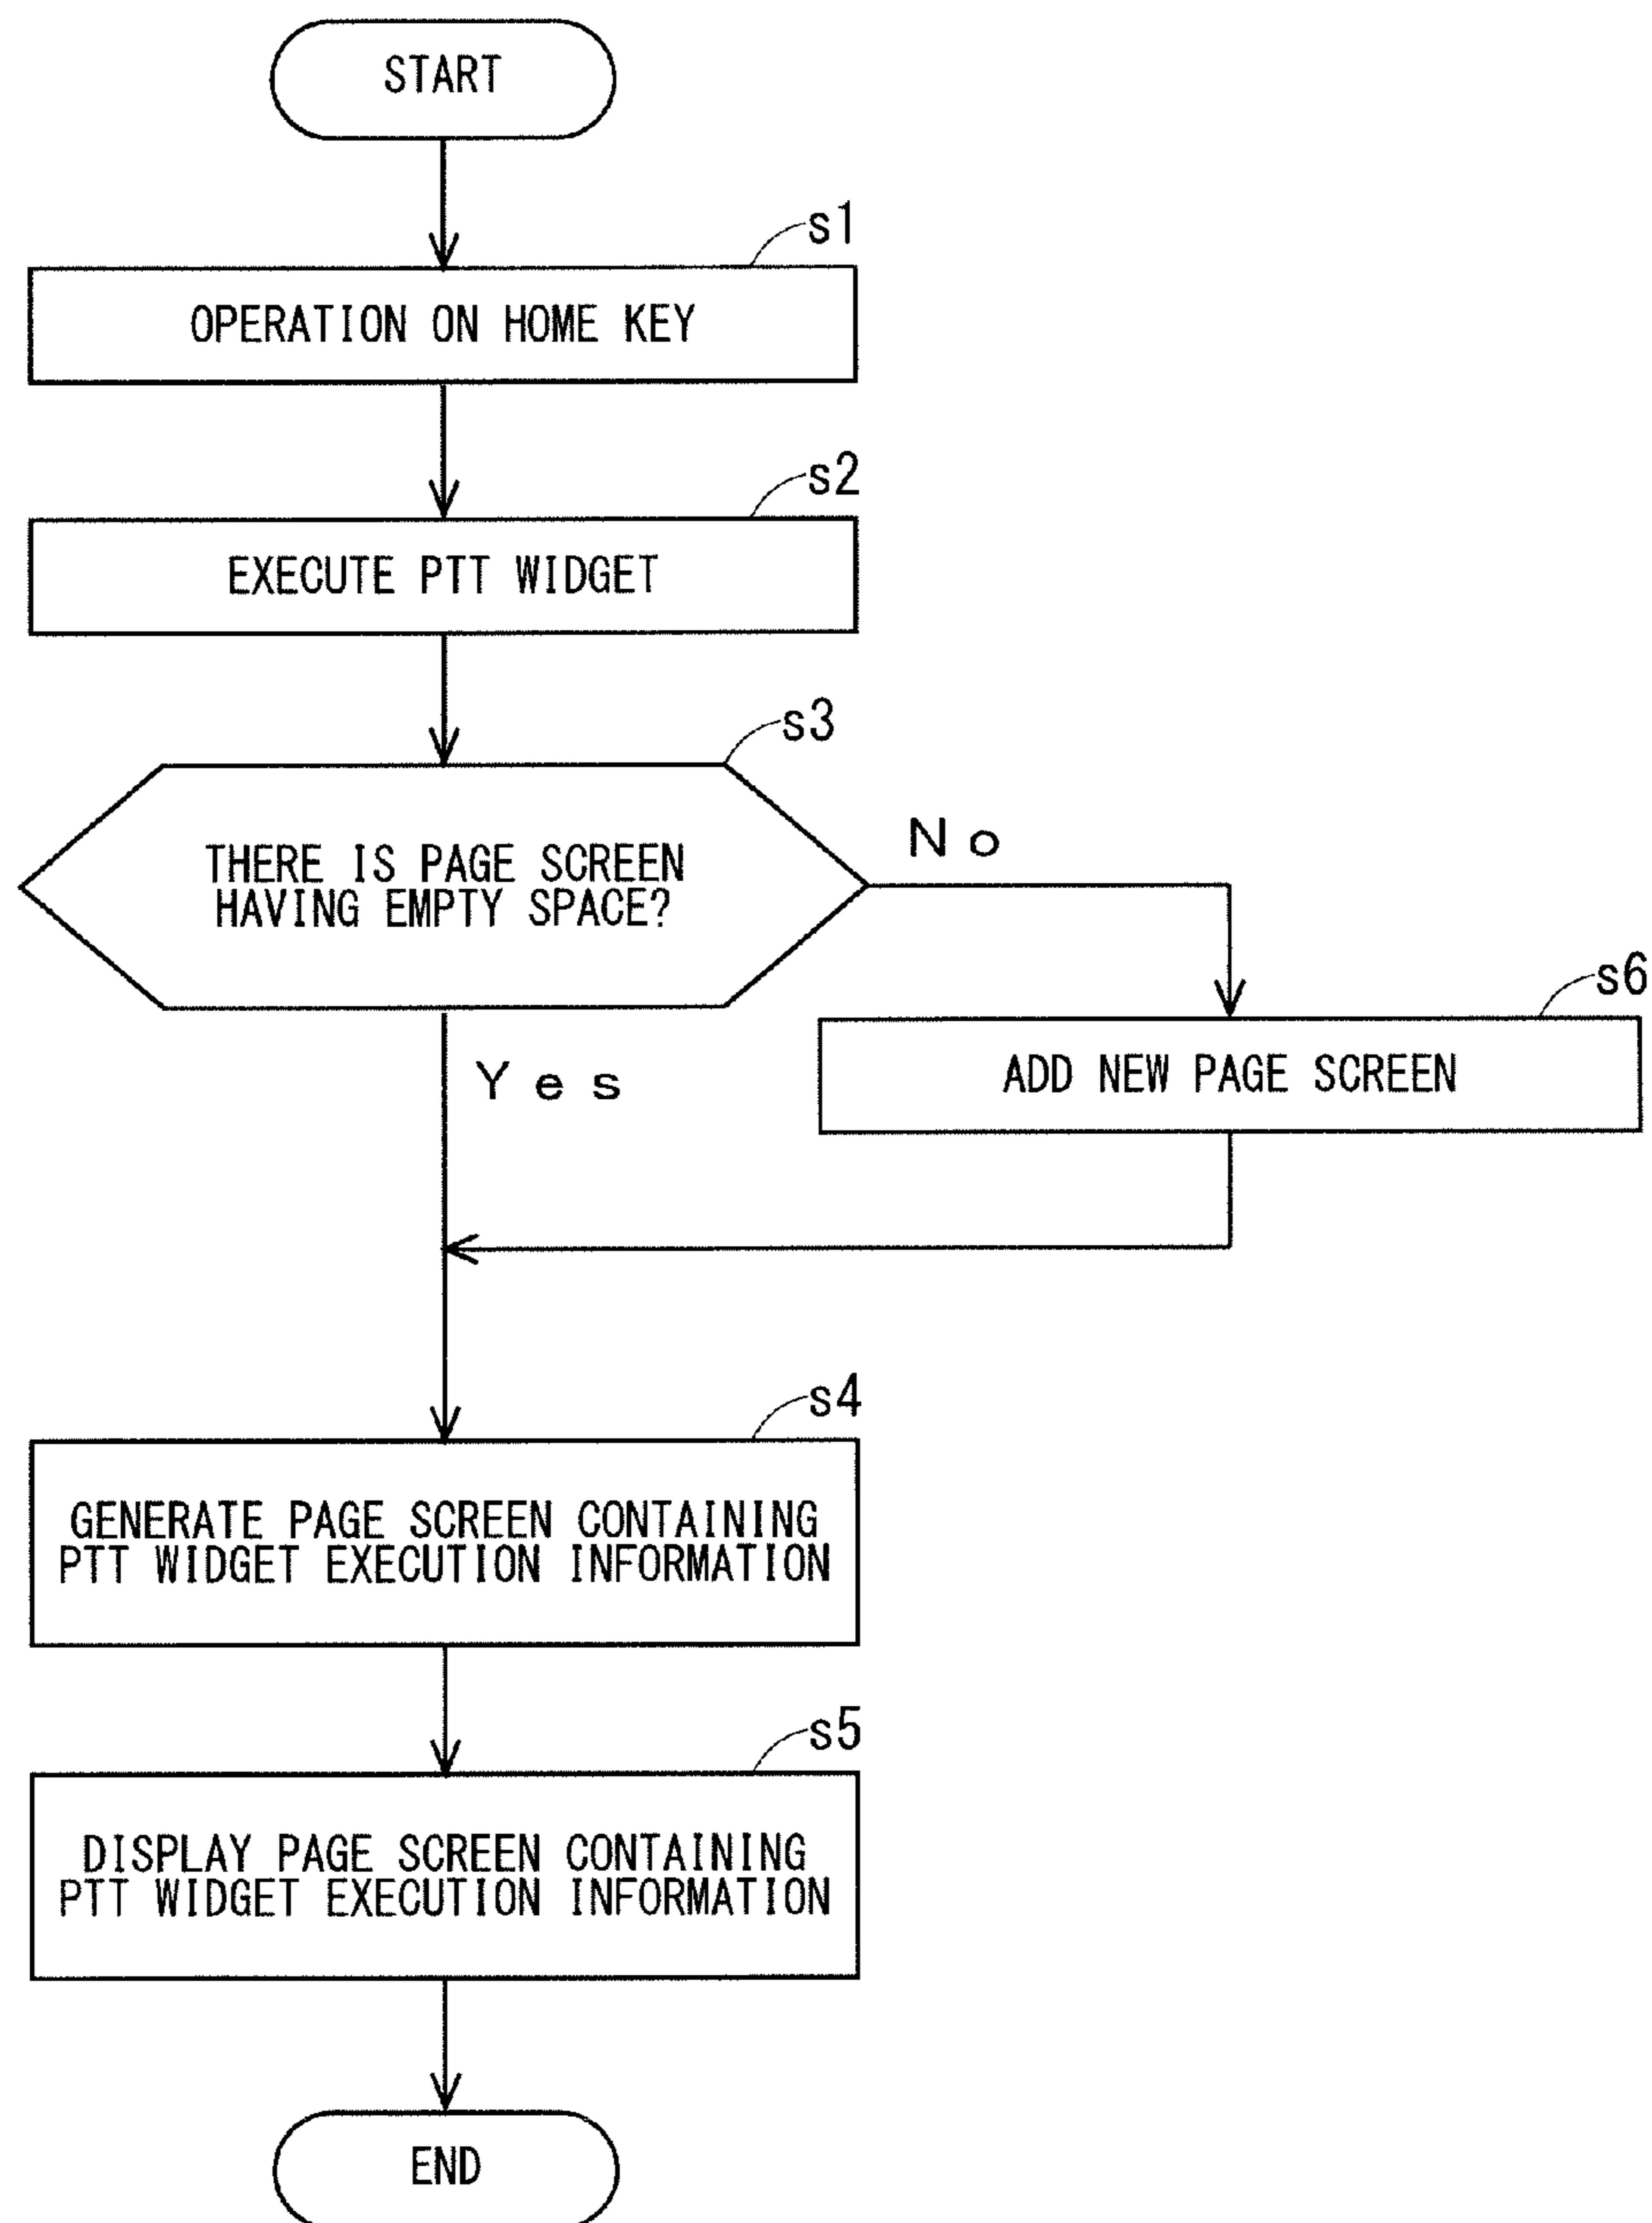 START
s1
OPERATION ON HOME KEY
s2
EXECUTE PTT WIDGET
s3
THERE IS PAGE SCREEN
HAVING EMPTY SPACE?
No
s6
ADD NEW PAGE SCREEN
Yes
s4
GENERATE PAGE SCREEN CONTAINING
PTT WIDGET EXECUTION INFORMATION
s5
DISPLAY PAGE SCREEN CONTAINING
PTT WIDGET EXECUTION INFORMATION
END